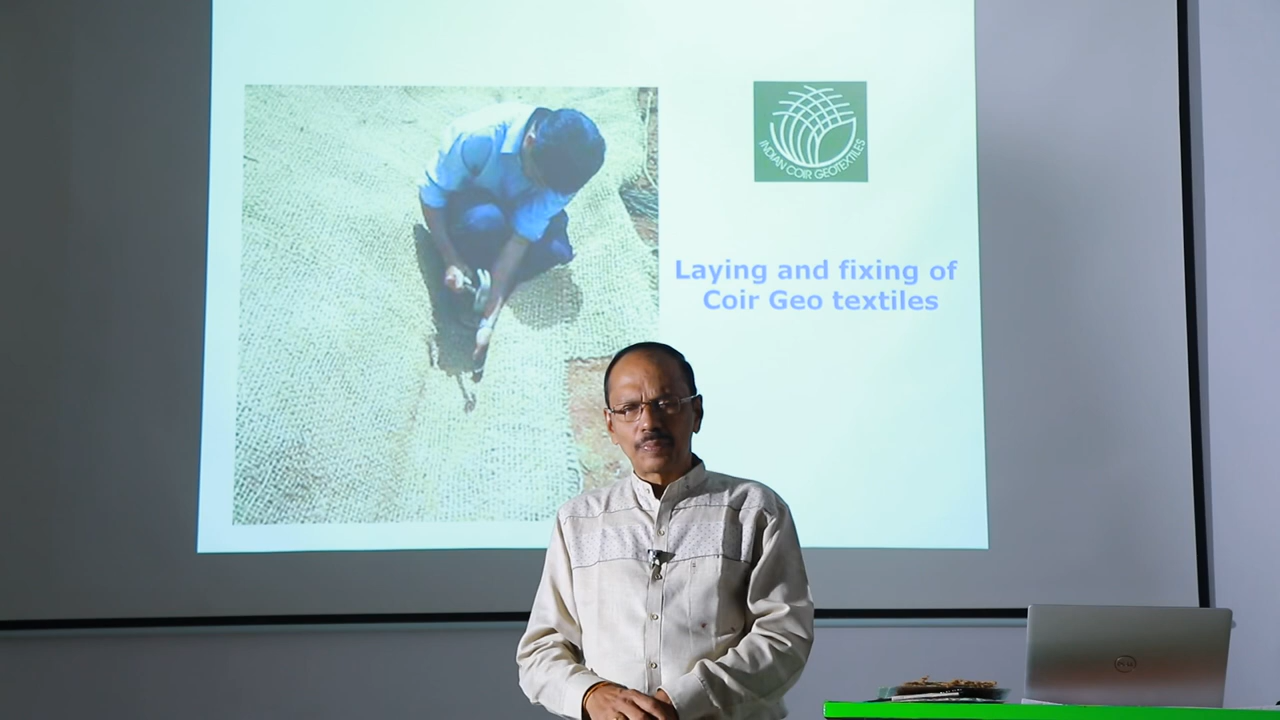 INDIAN COIR GEOTEXTILES
Laying and fixing of
Coir Geo textiles
DELL